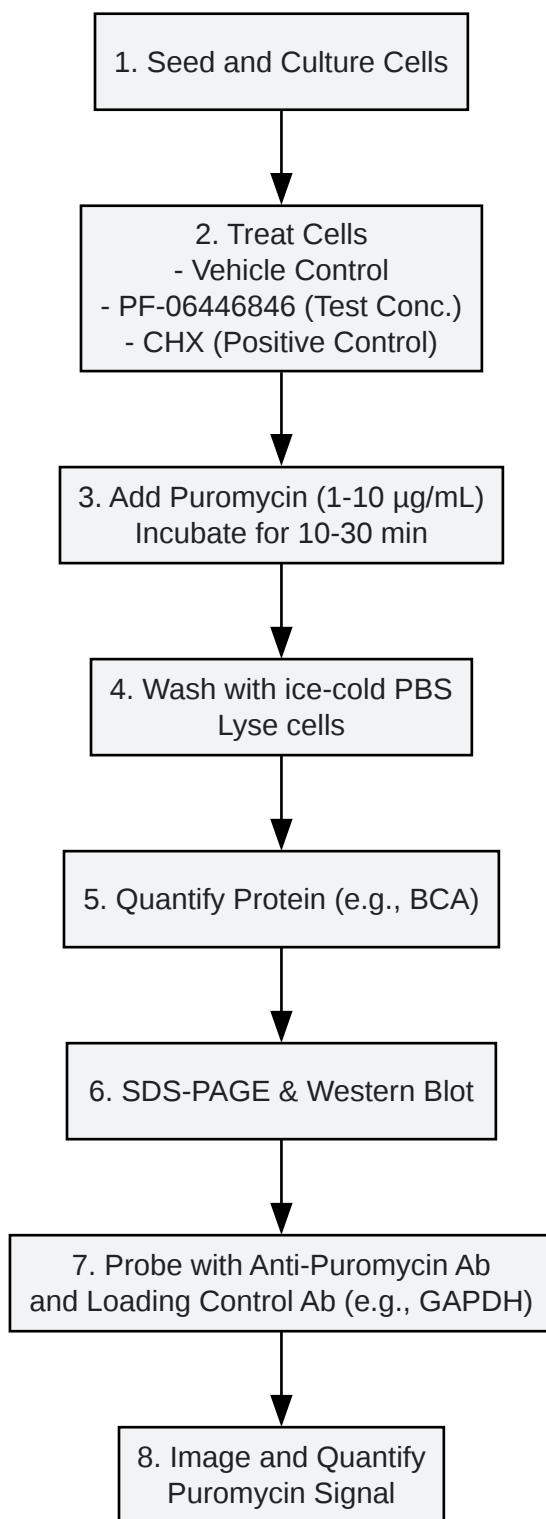 1. Seed and Culture Cells
2. Treat Cells
- Vehicle Control
- PF-06446846 (Test Conc.)
- CHX (Positive Control)
3. Add Puromycin (1-10 µg/mL)
Incubate for 10-30 min
4. Wash with ice-cold PBS
Lyse cells
5. Quantify Protein (e.g., BCA)
6. SDS-PAGE & Western Blot
7. Probe with Anti-Puromycin Ab
and Loading Control Ab (e.g., GAPDH)
8. Image and Quantify
Puromycin Signal